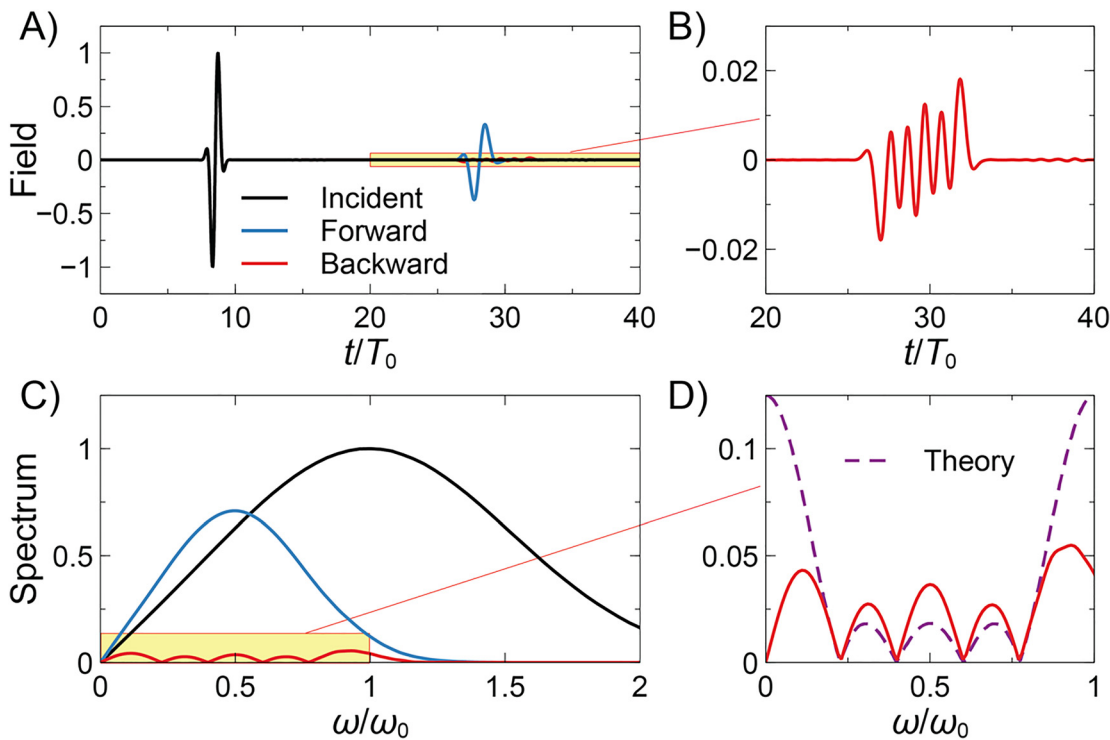 A)
B)
1
0.5
0
−0.5
−1
Field
Incident
Forward
Backward
0
10
20
30
40
t/T0
0.02
0
−0.02
20
30
40
t/T0
C)
D)
1
0.5
0
Spectrum
0
0.5
1
1.5
2
ω/ω0
0.1
0.05
0
Theory
0
0.5
1
ω/ω0